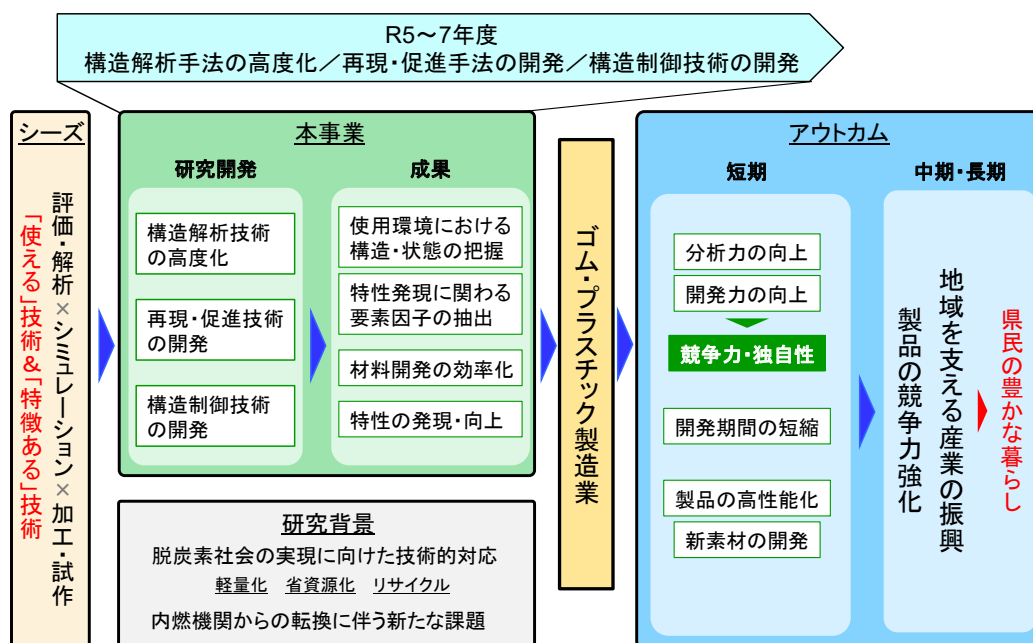 R5～7年度
構造解析手法の高度化／再現・促進手法の開発／構造制御技術の開発
シーズ
評価・解析×シミュレーション×加工・試作
「使える」技術＆「特徴ある」技術
本事業
研究開発
構造解析技術
の高度化
再現・促進技術
の開発
構造制御技術
の開発
成果
使用環境における
構造・状態の把握
特性発現に関わる
要素因子の抽出
材料開発の効率化
特性の発現・向上
研究背景
脱炭素社会の実現に向けた技術的対応
軽量化 省資源化 リサイクル
内燃機関からの転換に伴う新たな課題
ゴム・プラスチック製造業
アウトカム
短期
分析力の向上
開発力の向上
競争力・独自性
開発期間の短縮
製品の高性能化
新素材の開発
中期・長期
製品の競争力強化
地域を支える産業の振興
県民の豊かな暮らし